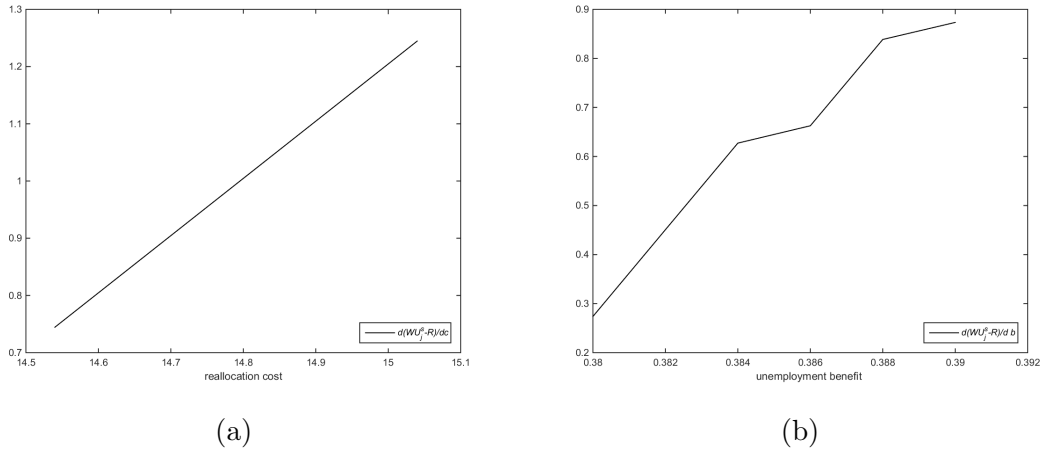 1.3
1.2
1.1
1
0.9
0.8
0.7
14.5 14.6 14.7 14.8 14.9 15 15.1
reallocation cost
d(WU_j^s-R)/dc
(a)
0.9
0.8
0.7
0.6
0.5
0.4
0.3
0.2
0.38 0.382 0.384 0.386 0.388 0.39 0.392
unemployment benefit
d(WU_j^s-R)/d b
(b)